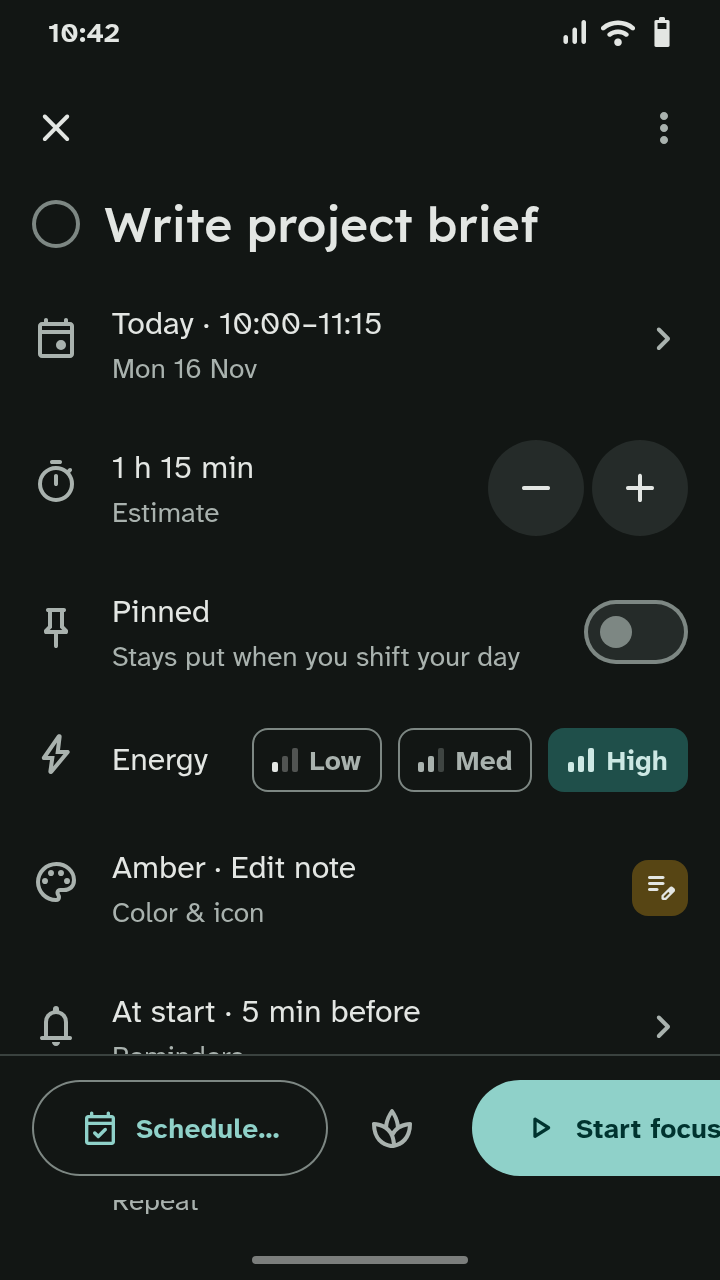 10:42
Write project brief
Today · 10:00–11:15
Mon 16 Nov
1 h 15 min
Estimate
Pinned
Stays put when you shift your day
Energy
Low
Med
High
Amber · Edit note
Color & icon
At start · 5 min before
Reminders
Schedule...
Start focus
Repeat